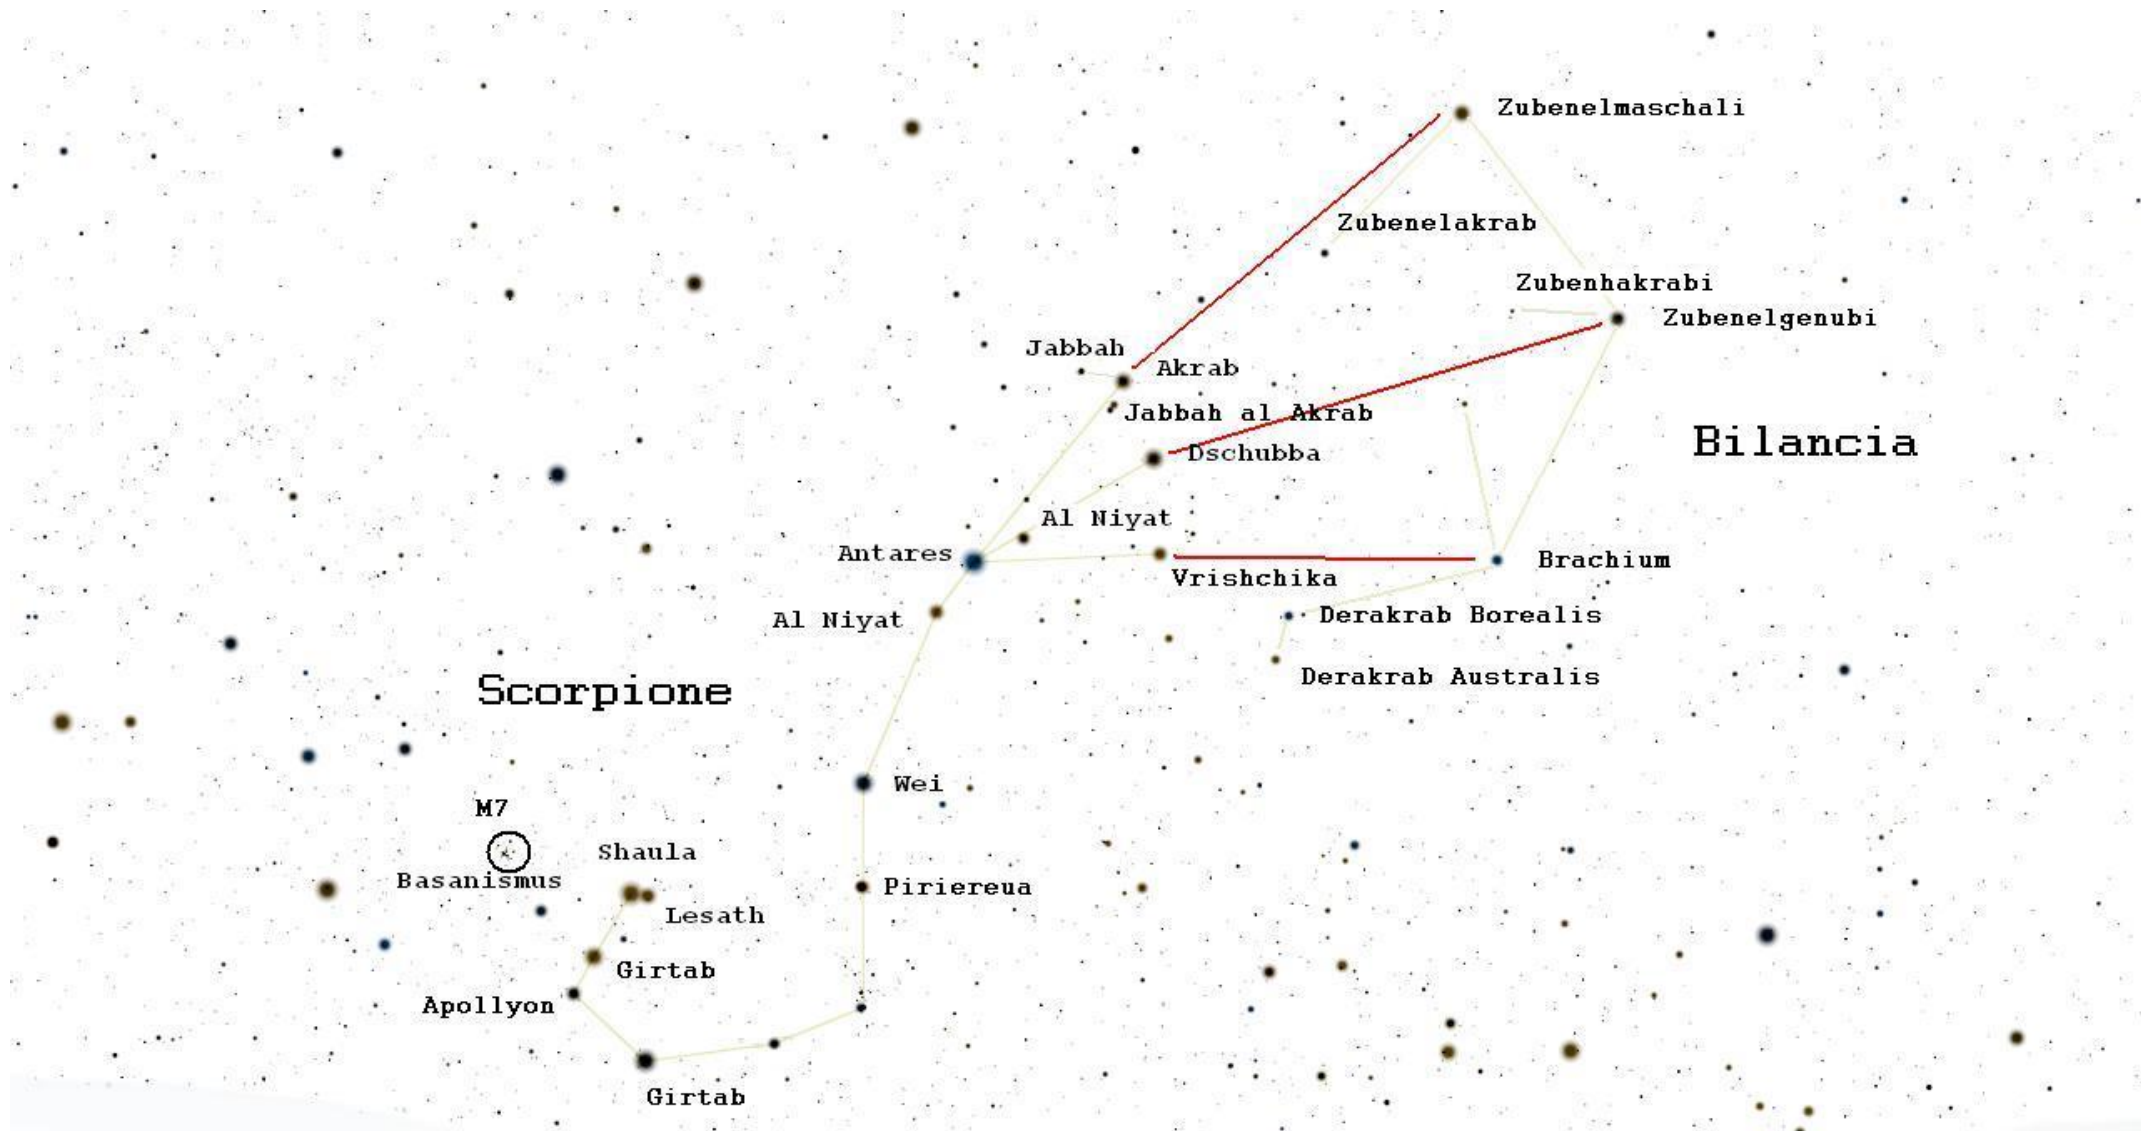 Zubenelmaschali
Zubenelakrab
Zubenhakrabi
Zubenelgenubi
Jabbah
Akrab
Jabbah al Akrab
Bilancia
Dschubba
Al Niyat
Antares
Brachium
Vrishchika
Al Niyat
Derakrab Borealis
Derakrab Australis
Scorpione
Wei
M7
Shaula
Basanismus
Piriereua
Lesath
Girtab
Apollyon
Girtab